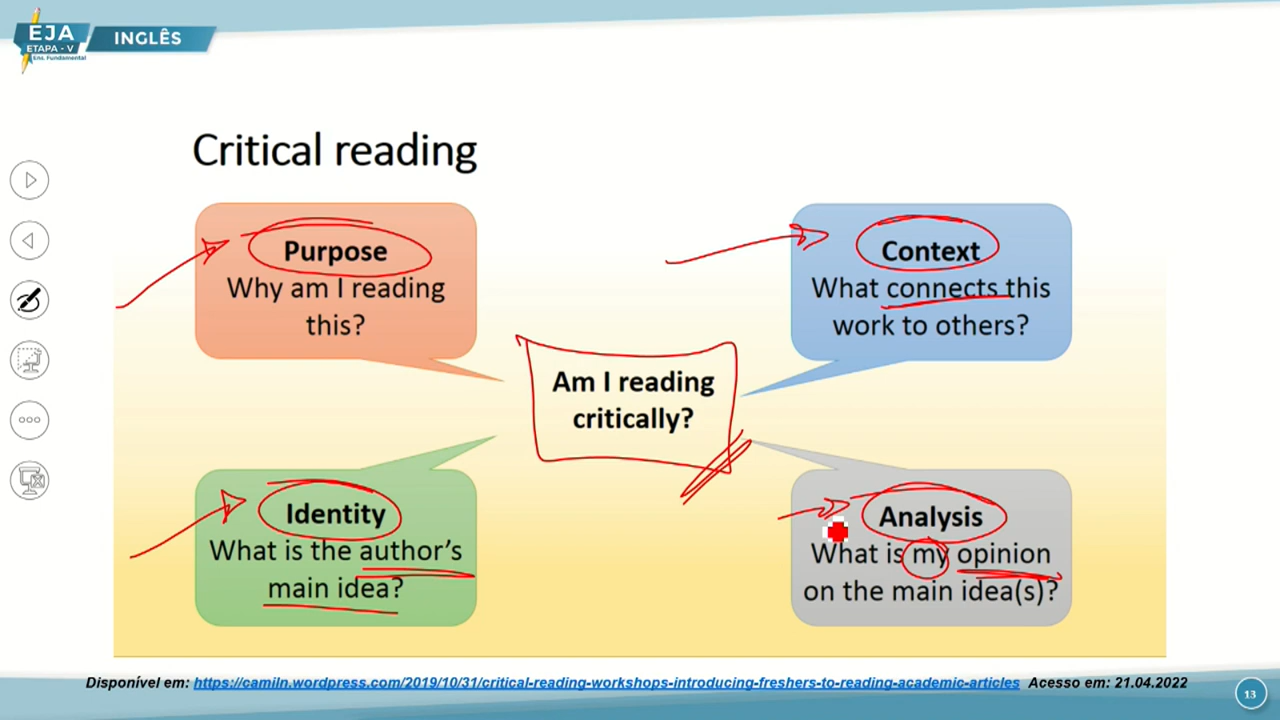 EJA
ETAPA - V
Ens. Fundamental
INGLÊS
Critical reading
Purpose
Why am I reading
this?
Context
What connects this
work to others?
Am I reading
critically?
Identity
What is the author's
main idea?
Analysis
What is my opinion
on the main idea(s)?
Disponível em: https://camiln.wordpress.com/2019/10/31/critical-reading-workshops-introducing-freshers-to-reading-academic-articles Acesso em: 21.04.2022
13